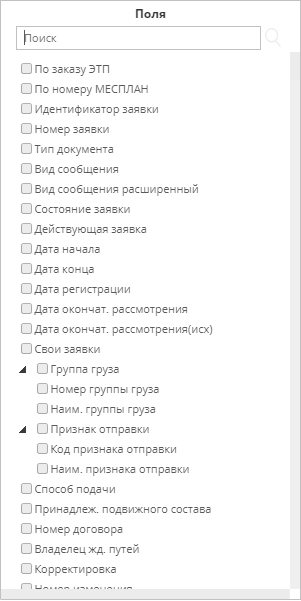 Поля
Поиск
По заказу ЭТП
По номеру МЕСПЛАН
Идентификатор заявки
Номер заявки
Тип документа
Вид сообщения
Вид сообщения расширенный
Состояние заявки
Действующая заявка
Дата начала
Дата конца
Дата регистрации
Дата окончат. рассмотрения
Дата окончат. рассмотрения(исх)
Свои заявки
Группа груза
Номер группы груза
Наим. группы груза
Признак отправки
Код признака отправки
Наим. признака отправки
Способ подачи
Принадлеж. подвижного состава
Номер договора
Владелец жд. путей
Корректировка
Номер изменения